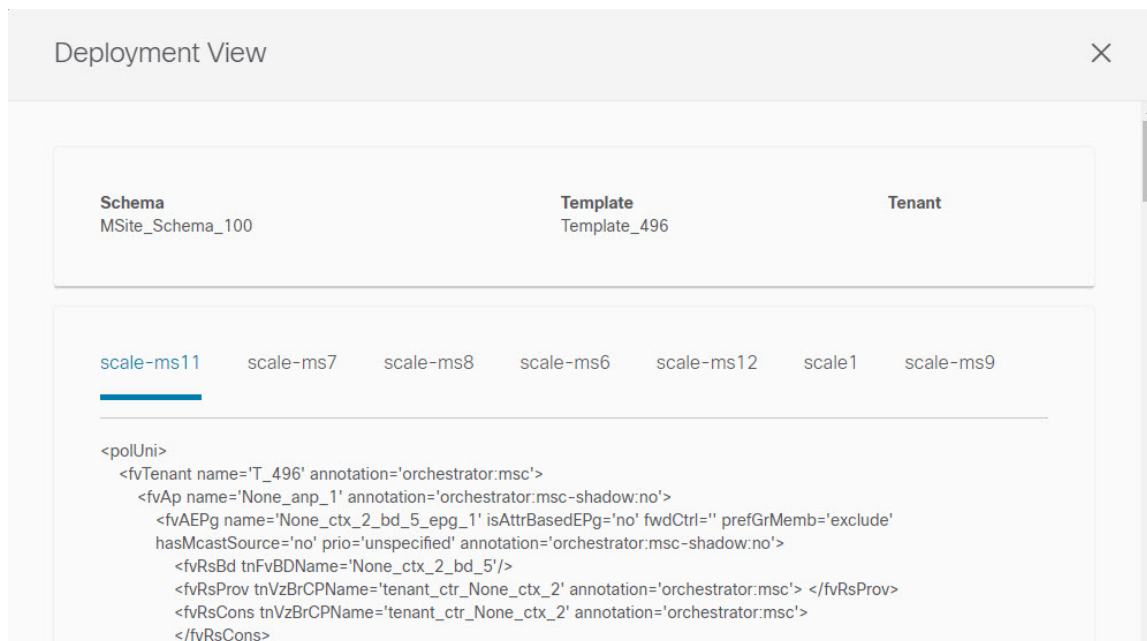 Deployment View
Schema Template Tenant
MSite_Schema_100 Template_496
scale-ms11 scale-ms7 scale-ms8 scale-ms6 scale-ms12 scale1 scale-ms9
<polUni>
<fvTenant name='T_496' annotation='orchestrator:msc'>
<fvAp name='None_anp_1' annotation='orchestrator:msc-shadow:no'>
<fvAEPg name='None_ctx_2_bd_5_epg_1' isAttrBasedEPg='no' fwdCtrl='' prefGrMemb='exclude'
hasMcastSource='no' prio='unspecified' annotation='orchestrator:msc-shadow:no'>
<fvRsBd tnFvBDName='None_ctx_2_bd_5'/>
<fvRsProv tnVzBrCPName='tenant_ctr_None_ctx_2' annotation='orchestrator:msc'> </fvRsProv>
<fvRsCons tnVzBrCPName='tenant_ctr_None_ctx_2' annotation='orchestrator:msc'>
</fvRsCons>